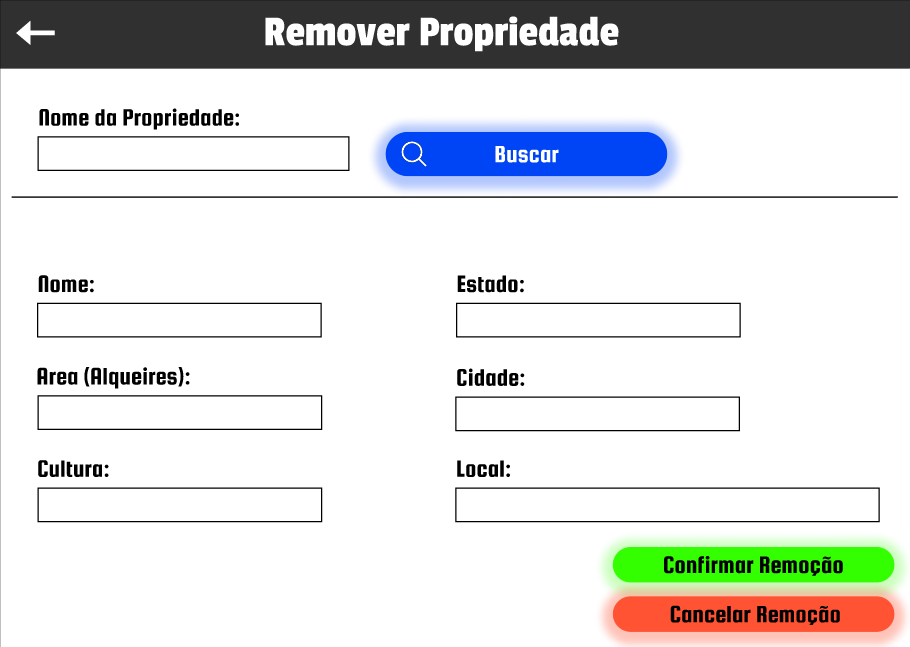 Remover Propriedade
Nome da Propriedade:
Buscar
Nome:
Estado:
Area (Alqueires):
Cidade:
Cultura:
Local:
Confirmar Remoção
Cancelar Remoção